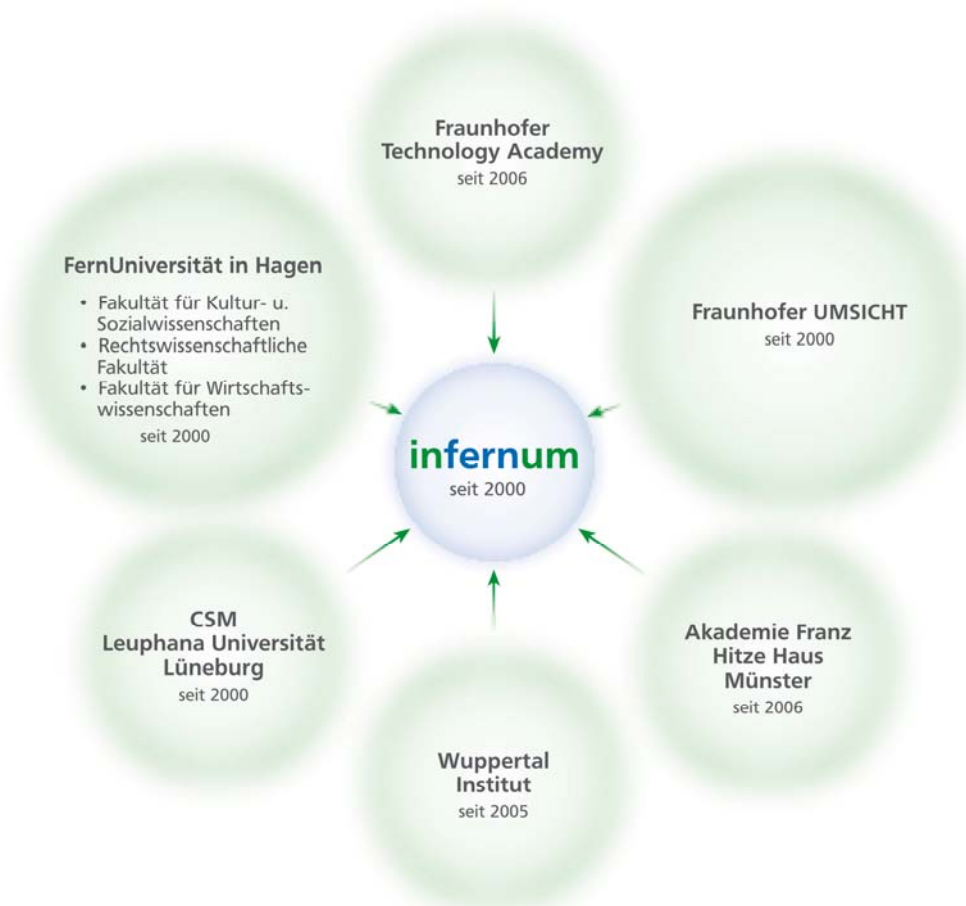 Fraunhofer
Technology Academy
seit 2006
FernUniversität in Hagen
• Fakultät für Kultur- u.
Sozialwissenschaften
• Rechtswissenschaftliche
Fakultät
• Fakultät für Wirtschafts-
wissenschaften
seit 2000
Fraunhofer UMSICHT
seit 2000
infernum
seit 2000
CSM
Leuphana Universität
Lüneburg
seit 2000
Akademie Franz
Hitze Haus
Münster
seit 2006
Wuppertal
Institut
seit 2005